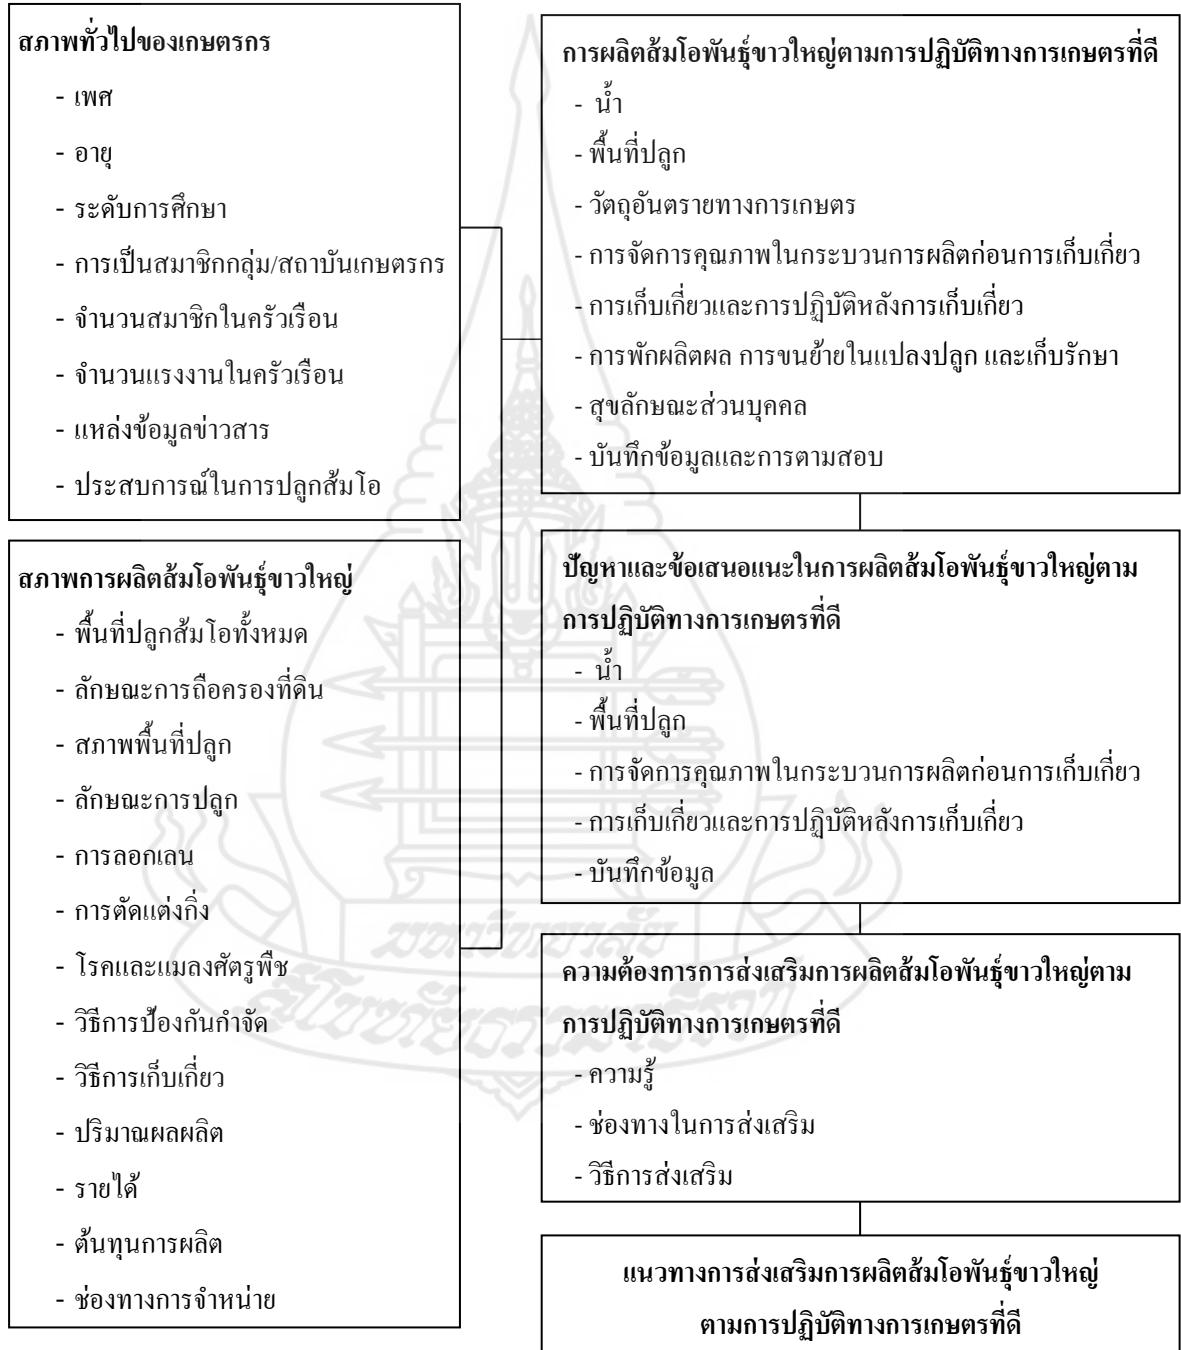 สภาพทั่วไปของเกษตรกร
- เพศ
- อายุ
- ระดับการศึกษา
- การเป็นสมาชิกกลุ่ม/สถาบันเกษตรกร
- จำนวนสมาชิกในครัวเรือน
- จำนวนแรงงานในครัวเรือน
- แหล่งข้อมูลข่าวสาร
- ประสบการณ์ในการปลูกส้มโอ
สภาพการผลิตส้มโอพันธุ์ขาวใหญ่
- พื้นที่ปลูกส้มโอทั้งหมด
- ลักษณะการถือครองที่ดิน
- สภาพพื้นที่ปลูก
- ลักษณะการปลูก
- การลอกเลน
- การตัดแต่งกิ่ง
- โรคและแมลงศัตรูพืช
- วิธีการป้องกันกำจัด
- วิธีการเก็บเกี่ยว
- ปริมาณผลผลิต
- รายได้
- ต้นทุนการผลิต
- ช่องทางการจำหน่าย
การผลิตส้มโอพันธุ์ขาวใหญ่ตามการปฏิบัติทางการเกษตรที่ดี
- น้ำ
- พื้นที่ปลูก
- วัตถุอันตรายทางการเกษตร
- การจัดการคุณภาพในกระบวนการผลิตก่อนการเก็บเกี่ยว
- การเก็บเกี่ยวและการปฏิบัติหลังการเก็บเกี่ยว
- การพักผลิตผล การขนย้ายในแปลงปลูก และเก็บรักษา
- สุขลักษณะส่วนบุคคล
- บันทึกข้อมูลและการตามสอบ
ปัญหาและข้อเสนอแนะในการผลิตส้มโอพันธุ์ขาวใหญ่ตาม
การปฏิบัติทางการเกษตรที่ดี
- น้ำ
- พื้นที่ปลูก
- การจัดการคุณภาพในกระบวนการผลิตก่อนการเก็บเกี่ยว
- การเก็บเกี่ยวและการปฏิบัติหลังการเก็บเกี่ยว
- บันทึกข้อมูล
ความต้องการการส่งเสริมการผลิตส้มโอพันธุ์ขาวใหญ่ตาม
การปฏิบัติทางการเกษตรที่ดี
- ความรู้
- ช่องทางในการส่งเสริม
- วิธีการส่งเสริม
แนวทางการส่งเสริมการผลิตส้มโอพันธุ์ขาวใหญ่
ตามการปฏิบัติทางการเกษตรที่ดี
มหาวิทยาลัย
สุโขทัยธรรมาธิราช